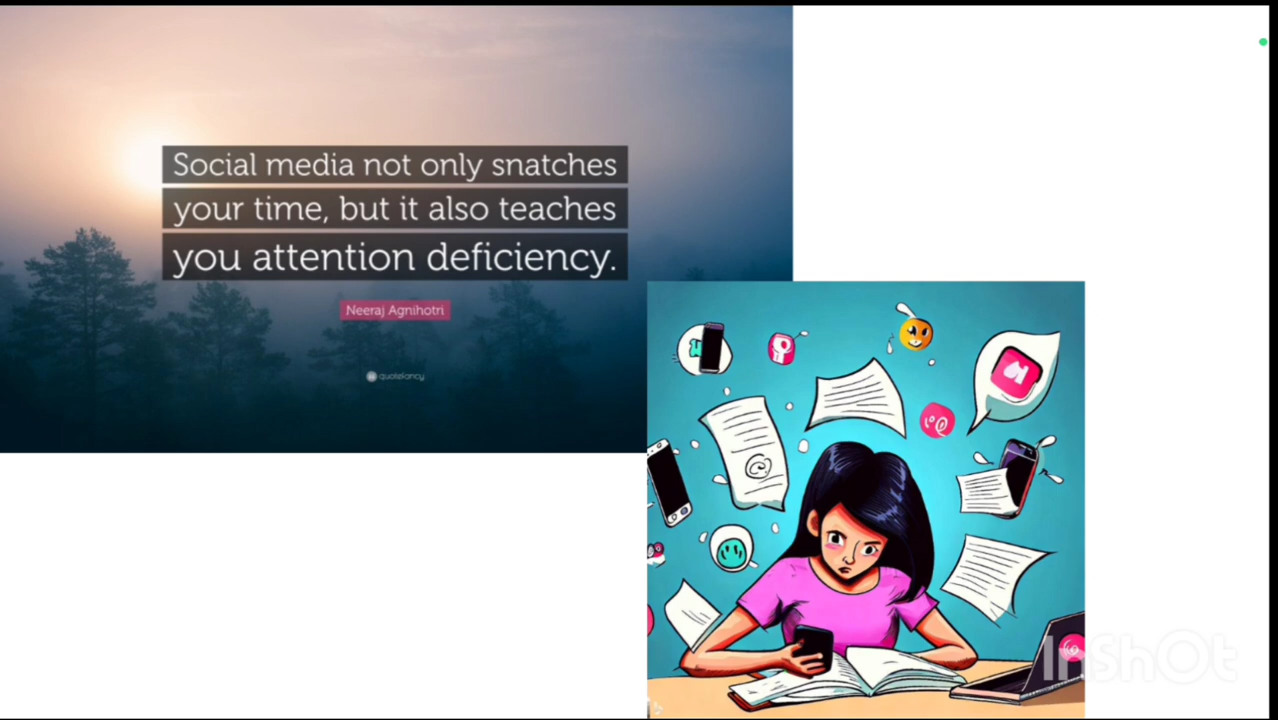 Social media not only snatches
your time, but it also teaches
you attention deficiency.
Neeraj Agnihotri
quotefancy
InShOt